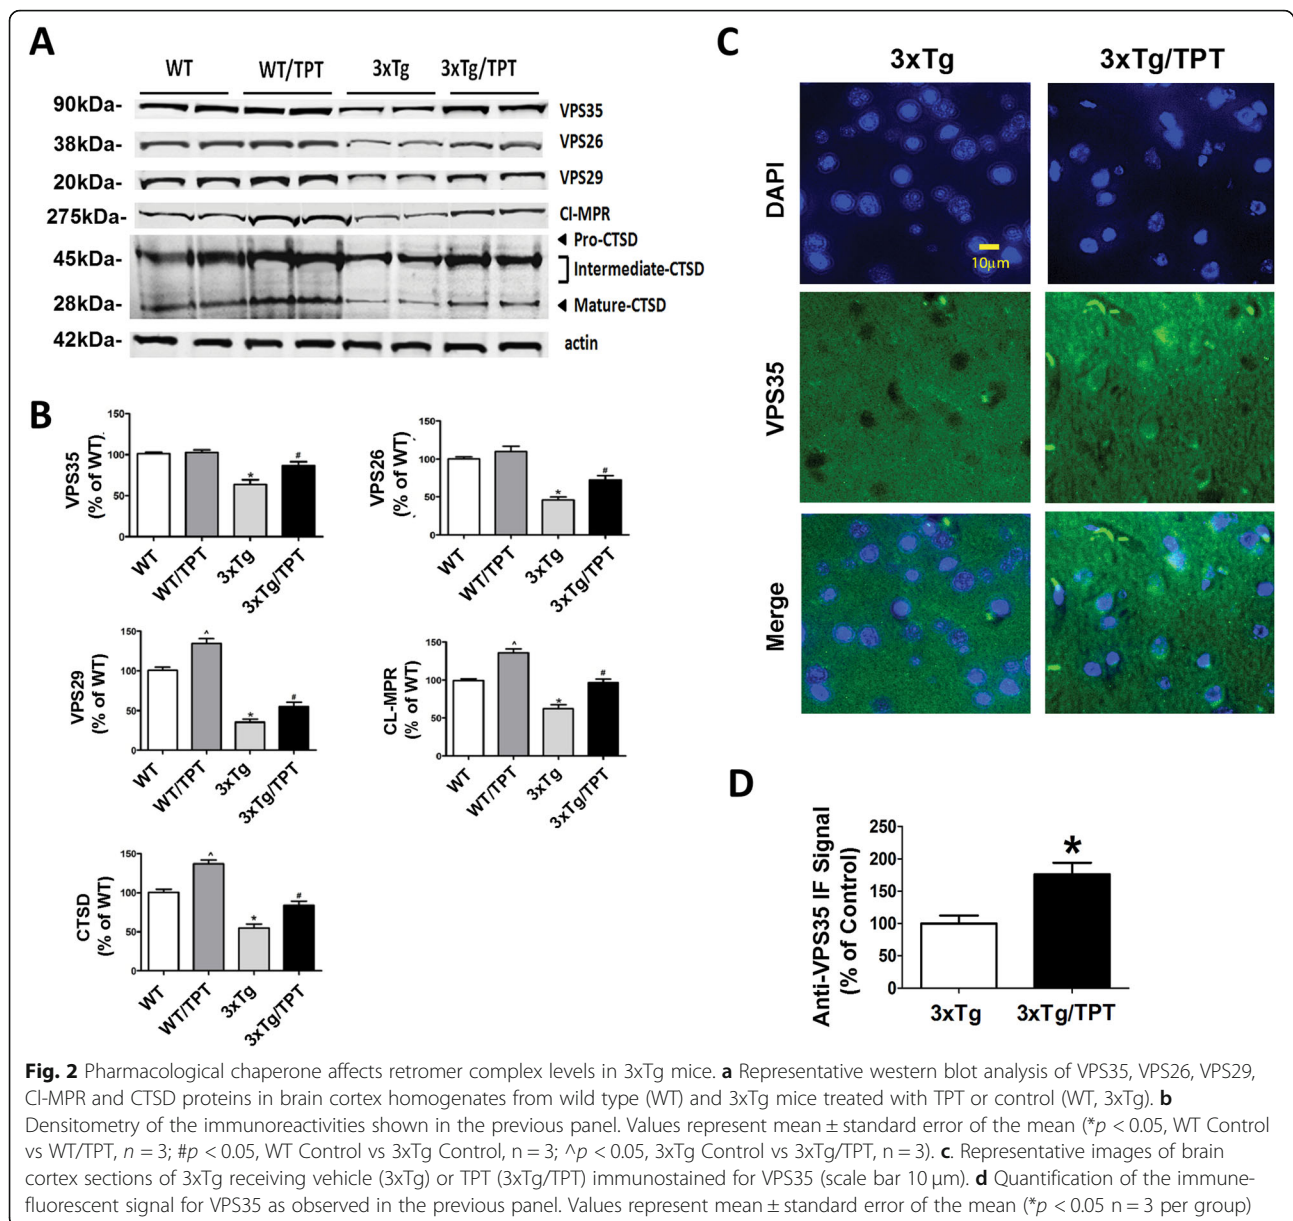 A
WT WT/TPT 3xTg 3xTg/TPT
90kDa- VPS35
38kDa- VPS26
20kDa- VPS29
275kDa- CI-MPR
Pro-CTSD
45kDa- Intermediate-CTSD
28kDa- Mature-CTSD
42kDa- actin
B
VPS35
(% of WT)
150
100
50
0
*
#
WT WT/TPT 3xTg 3xTg/TPT
VPS26
(% of WT)
150
100
50
0
*
#
WT WT/TPT 3xTg 3xTg/TPT
VPS29
(% of WT)
150
100
50
0
^
*
#
WT WT/TPT 3xTg 3xTg/TPT
CL-MPR
(% of WT)
150
100
50
0
^
*
#
WT WT/TPT 3xTg 3xTg/TPT
CTSD
(% of WT)
150
100
50
0
^
*
#
WT WT/TPT 3xTg 3xTg/TPT
C
3xTg 3xTg/TPT
DAPI
10µm
VPS35
Merge
D
Anti-VPS35 IF Signal
(% of Control)
250
200
150
100
50
0
*
3xTg 3xTg/TPT
Fig. 2 Pharmacological chaperone affects retromer complex levels in 3xTg mice. a Representative western blot analysis of VPS35, VPS26, VPS29,
CI-MPR and CTSD proteins in brain cortex homogenates from wild type (WT) and 3xTg mice treated with TPT or control (WT, 3xTg). b
Densitometry of the immunoreactivities shown in the previous panel. Values represent mean ± standard error of the mean (*p < 0.05, WT Control
vs WT/TPT, n = 3; #p < 0.05, WT Control vs 3xTg Control, n = 3; ^p < 0.05, 3xTg Control vs 3xTg/TPT, n = 3). c. Representative images of brain
cortex sections of 3xTg receiving vehicle (3xTg) or TPT (3xTg/TPT) immunostained for VPS35 (scale bar 10 µm). d Quantification of the immune-
fluorescent signal for VPS35 as observed in the previous panel. Values represent mean ± standard error of the mean (*p < 0.05 n = 3 per group)